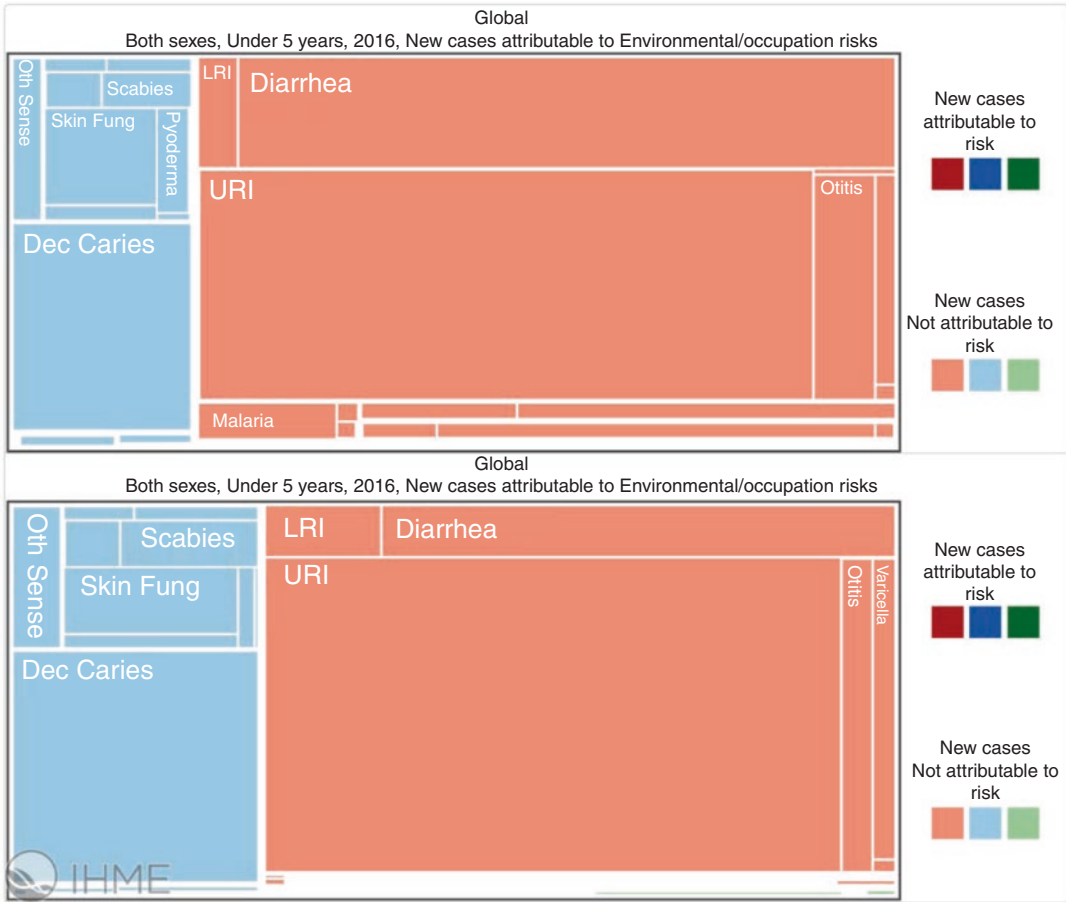 Global
Both sexes, Under 5 years, 2016, New cases attributable to Environmental/occupation risks
Oth Sense
Scabies
Skin Fung
Pyoderma
Dec Caries
LRI
Diarrhea
URI
Otitis
Malaria
New cases
attributable to
risk
New cases
Not attributable to
risk
Global
Both sexes, Under 5 years, 2016, New cases attributable to Environmental/occupation risks
Oth Sense
Scabies
Skin Fung
Dec Caries
LRI
Diarrhea
URI
Otitis
Varicella
New cases
attributable to
risk
New cases
Not attributable to
risk
IHME